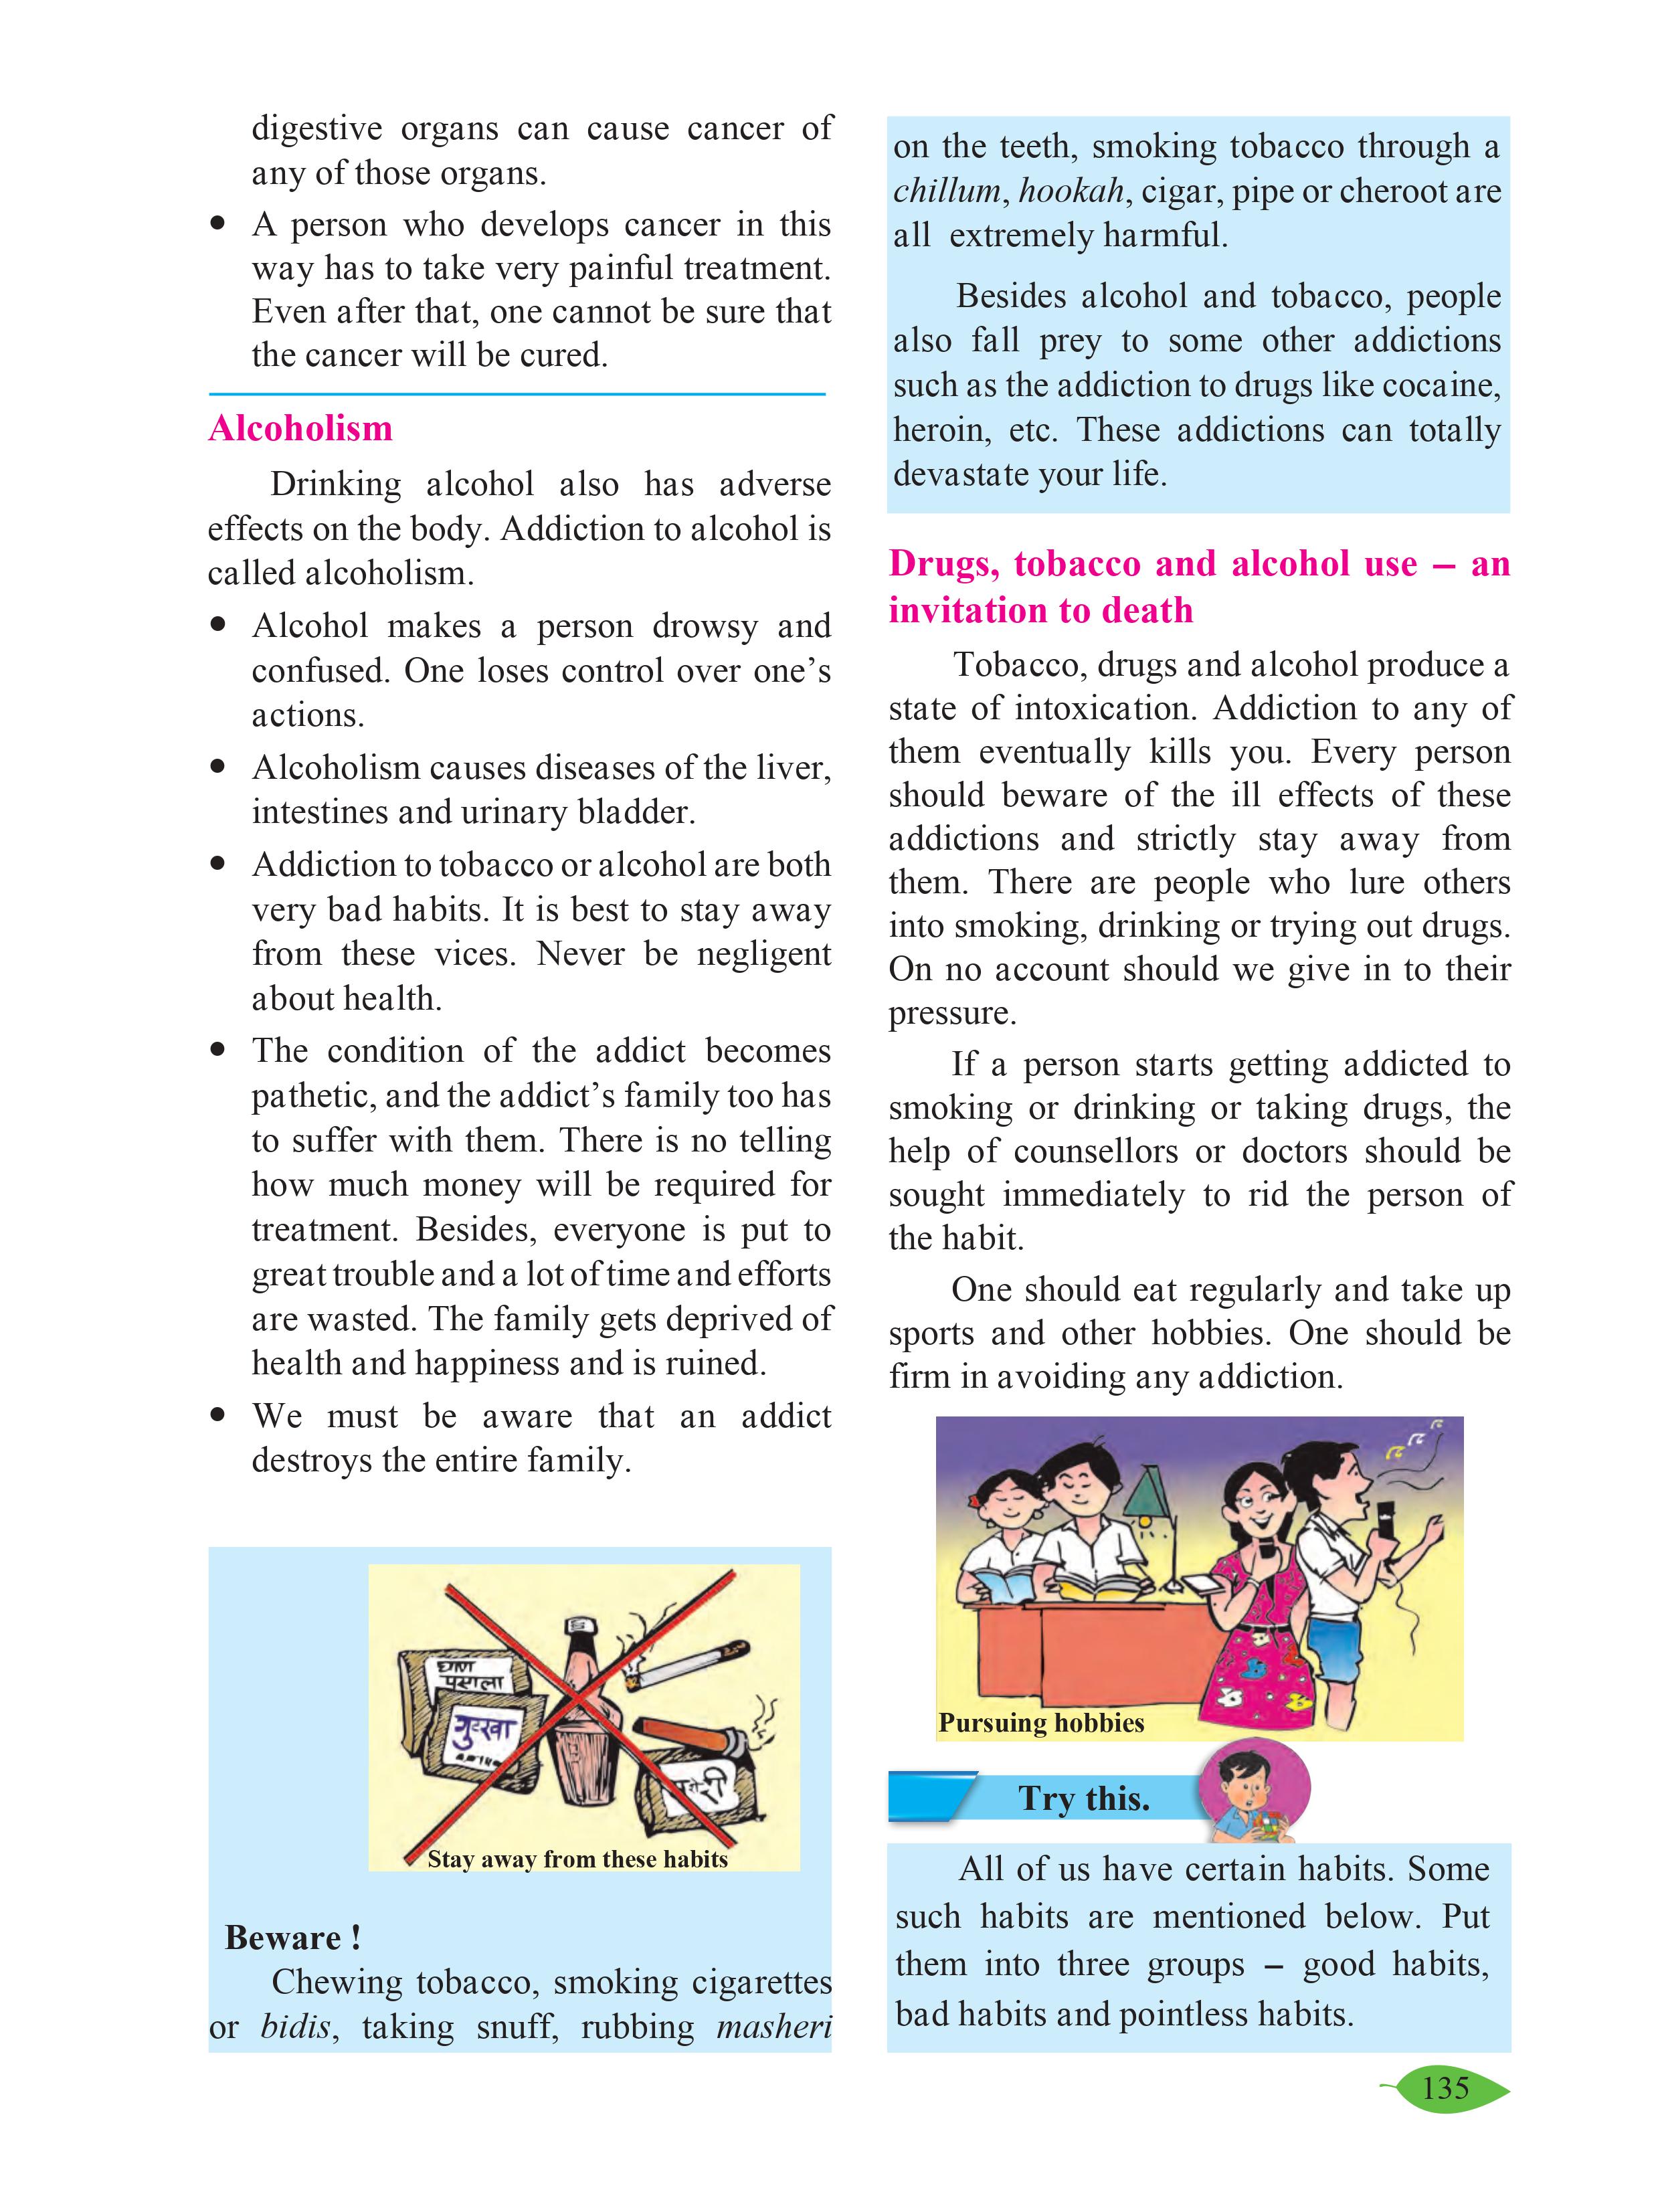 digestive organs can cause cancer of
any of those organs.
• A person who develops cancer in this
way has to take very painful treatment.
Even after that, one cannot be sure that
the cancer will be cured.
Alcoholism
Drinking alcohol also has adverse
effects on the body. Addiction to alcohol is
called alcoholism.
• Alcohol makes a person drowsy and
confused. One loses control over one’s
actions.
• Alcoholism causes diseases of the liver,
intestines and urinary bladder.
• Addiction to tobacco or alcohol are both
very bad habits. It is best to stay away
from these vices. Never be negligent
about health.
• The condition of the addict becomes
pathetic, and the addict’s family too has
to suffer with them. There is no telling
how much money will be required for
treatment. Besides, everyone is put to
great trouble and a lot of time and efforts
are wasted. The family gets deprived of
health and happiness and is ruined.
• We must be aware that an addict
destroys the entire family.
गुटखा
Stay away from these habits
Beware !
Chewing tobacco, smoking cigarettes
or bidis, taking snuff, rubbing masheri
on the teeth, smoking tobacco through a
chillum, hookah, cigar, pipe or cheroot are
all extremely harmful.
Besides alcohol and tobacco, people
also fall prey to some other addictions
such as the addiction to drugs like cocaine,
heroin, etc. These addictions can totally
devastate your life.
Drugs, tobacco and alcohol use – an
invitation to death
Tobacco, drugs and alcohol produce a
state of intoxication. Addiction to any of
them eventually kills you. Every person
should beware of the ill effects of these
addictions and strictly stay away from
them. There are people who lure others
into smoking, drinking or trying out drugs.
On no account should we give in to their
pressure.
If a person starts getting addicted to
smoking or drinking or taking drugs, the
help of counsellors or doctors should be
sought immediately to rid the person of
the habit.
One should eat regularly and take up
sports and other hobbies. One should be
firm in avoiding any addiction.
Pursuing hobbies
Try this.
All of us have certain habits. Some
such habits are mentioned below. Put
them into three groups – good habits,
bad habits and pointless habits.
135